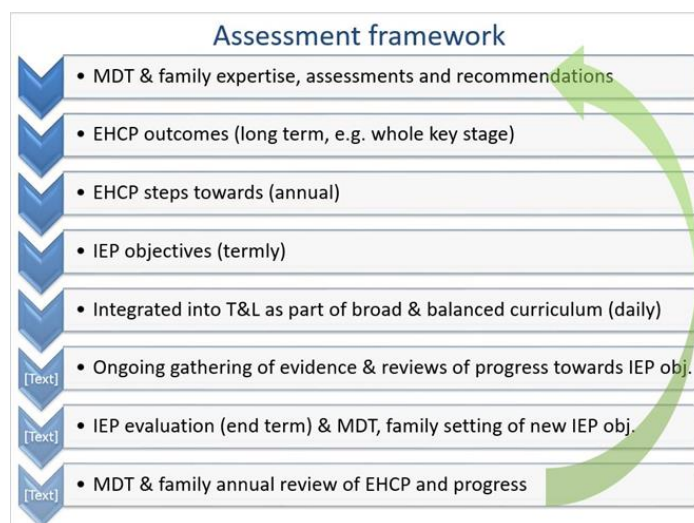 Assessment framework
• MDT & family expertise, assessments and recommendations
• EHCP outcomes (long term, e.g. whole key stage)
• EHCP steps towards (annual)
• IEP objectives (termly)
• Integrated into T&L as part of broad & balanced curriculum (daily)
[Text] • Ongoing gathering of evidence & reviews of progress towards IEP obj.
[Text] • IEP evaluation (end term) & MDT, family setting of new IEP obj.
[Text] • MDT & family annual review of EHCP and progress